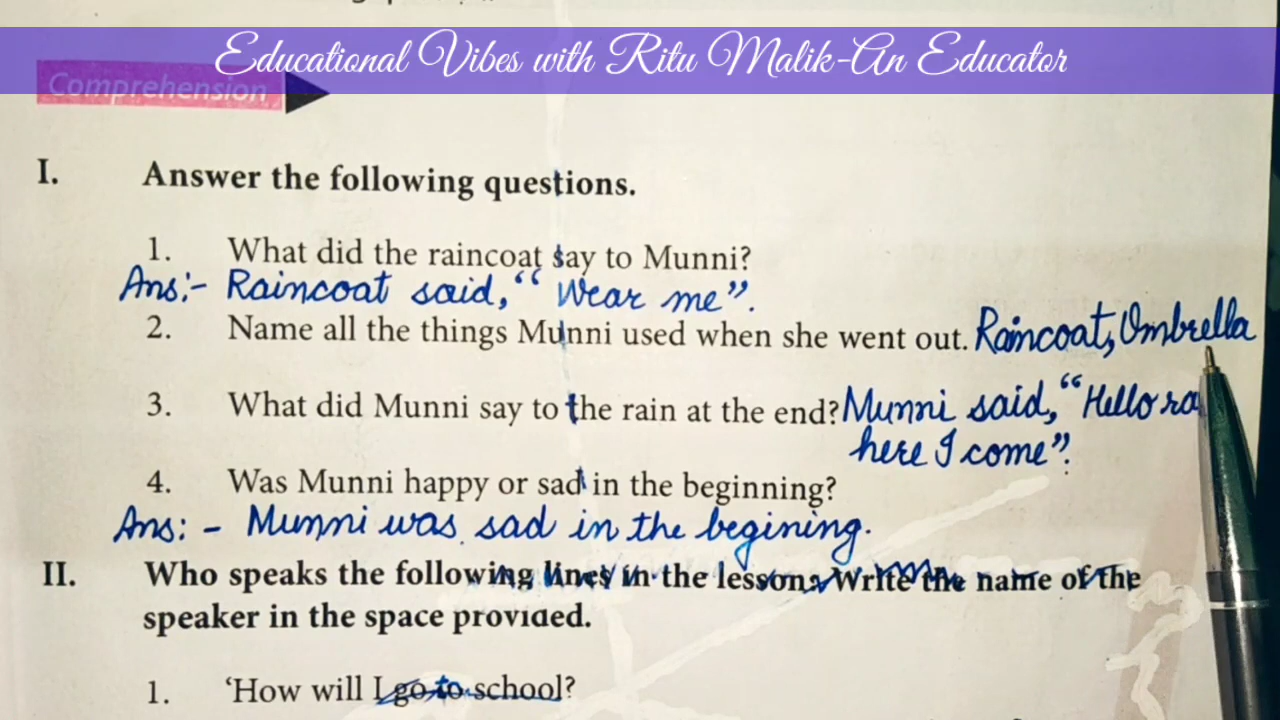 Educational Vibes with Ritu Malik-An Educator
Comprehension
I. Answer the following questions.
1. What did the raincoat say to Munni?
Ans:- Raincoat said, “ Wear me”.
2. Name all the things Munni used when she went out. Raincoat, Umbrella
3. What did Munni say to the rain at the end? Munni said, “Hello
here I come”.
4. Was Munni happy or sad in the beginning?
Ans: - Munni was sad in the begining.
II. Who speaks the following lines in the lesson. Write the name of the
speaker in the space provided.
1. ‘How will I go to school?